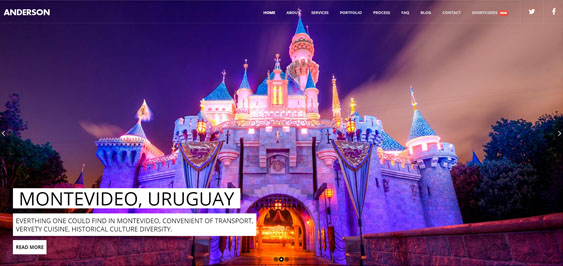 ANDERSON
HOME ABOUT SERVICES PORTFOLIO PROCESS FAQ BLOG CONTACT SHORTCODES
MONTEVIDEO, URUGUAY
EVERTHING ONE COULD FIND IN MONTEVIDEO, CONVENIENT OF TRANSPORT,
VERYETY CUISINE, HISTORICAL CULTURE DIVERSITY.
READ MORE